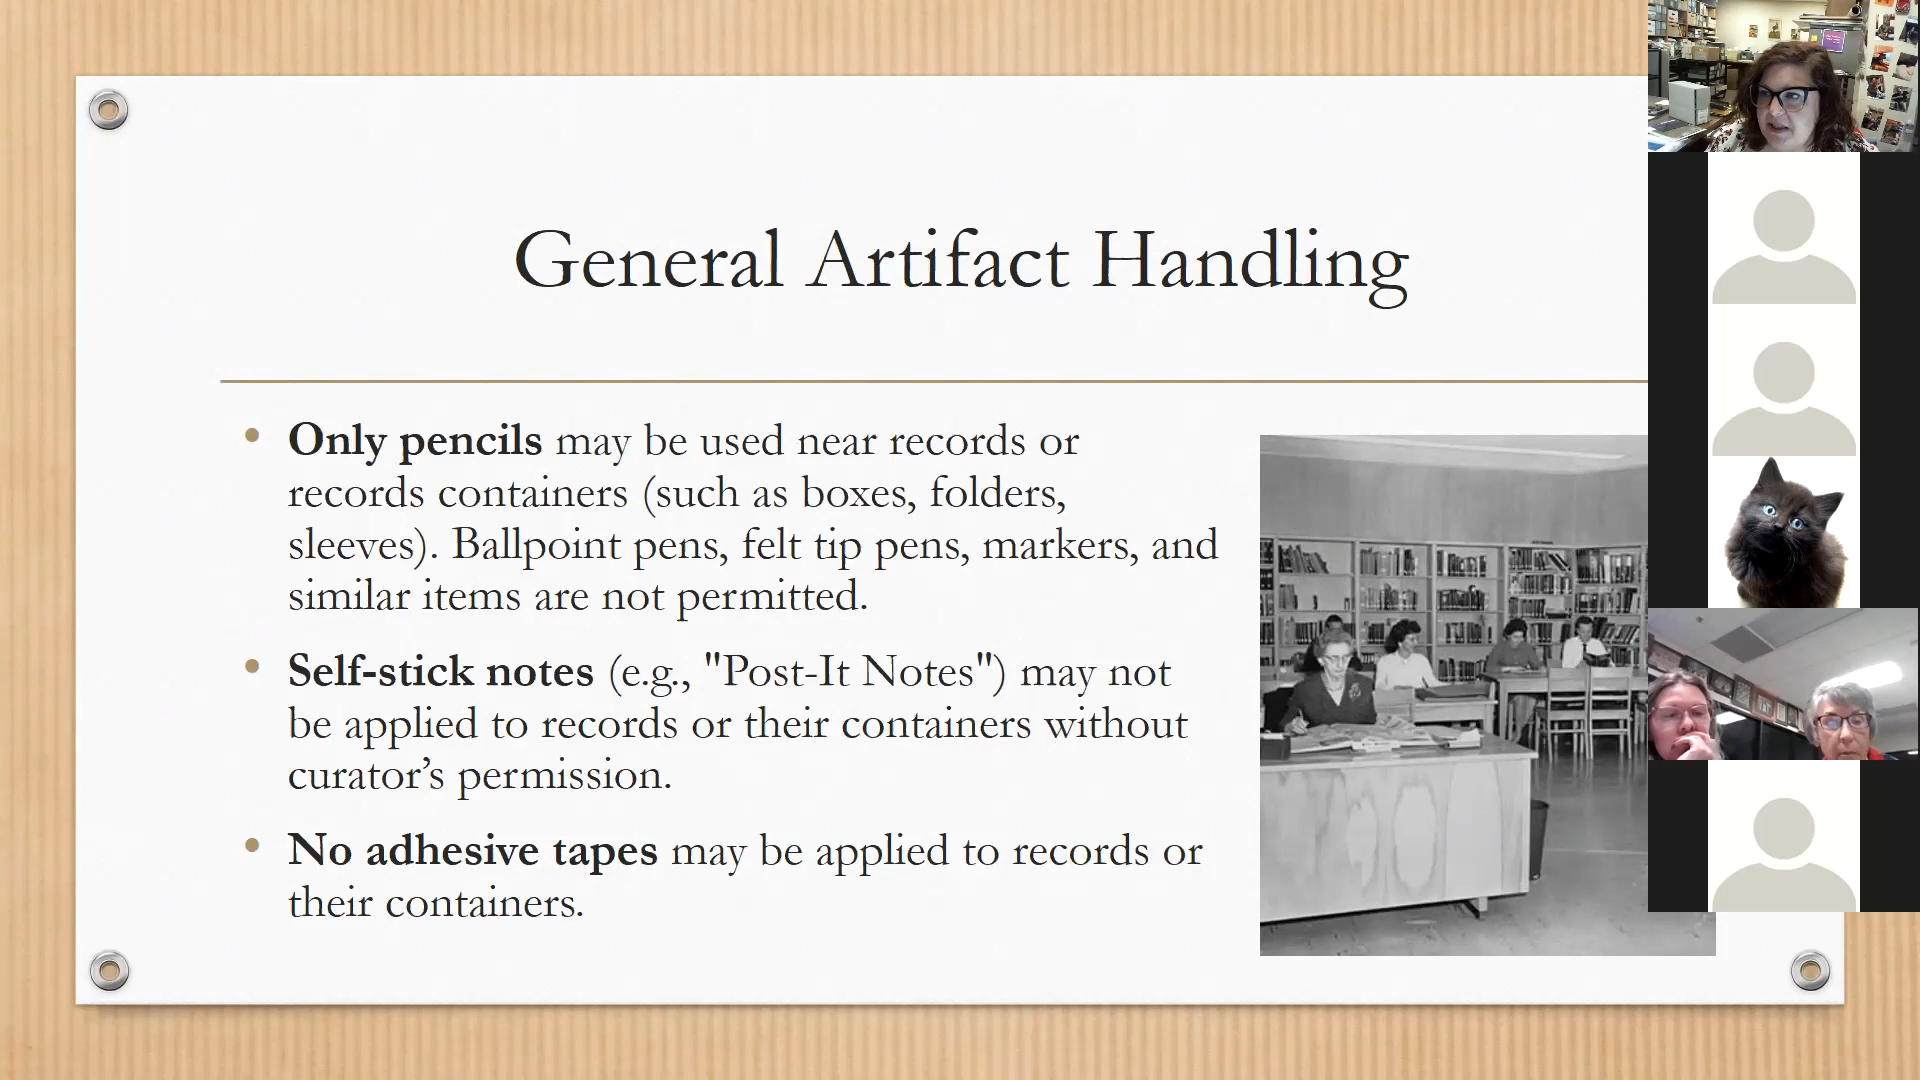 General Artifact Handling
• Only pencils may be used near records or
records containers (such as boxes, folders,
sleeves). Ballpoint pens, felt tip pens, markers, and
similar items are not permitted.
• Self-stick notes (e.g., "Post-It Notes") may not
be applied to records or their containers without
curator’s permission.
• No adhesive tapes may be applied to records or
their containers.